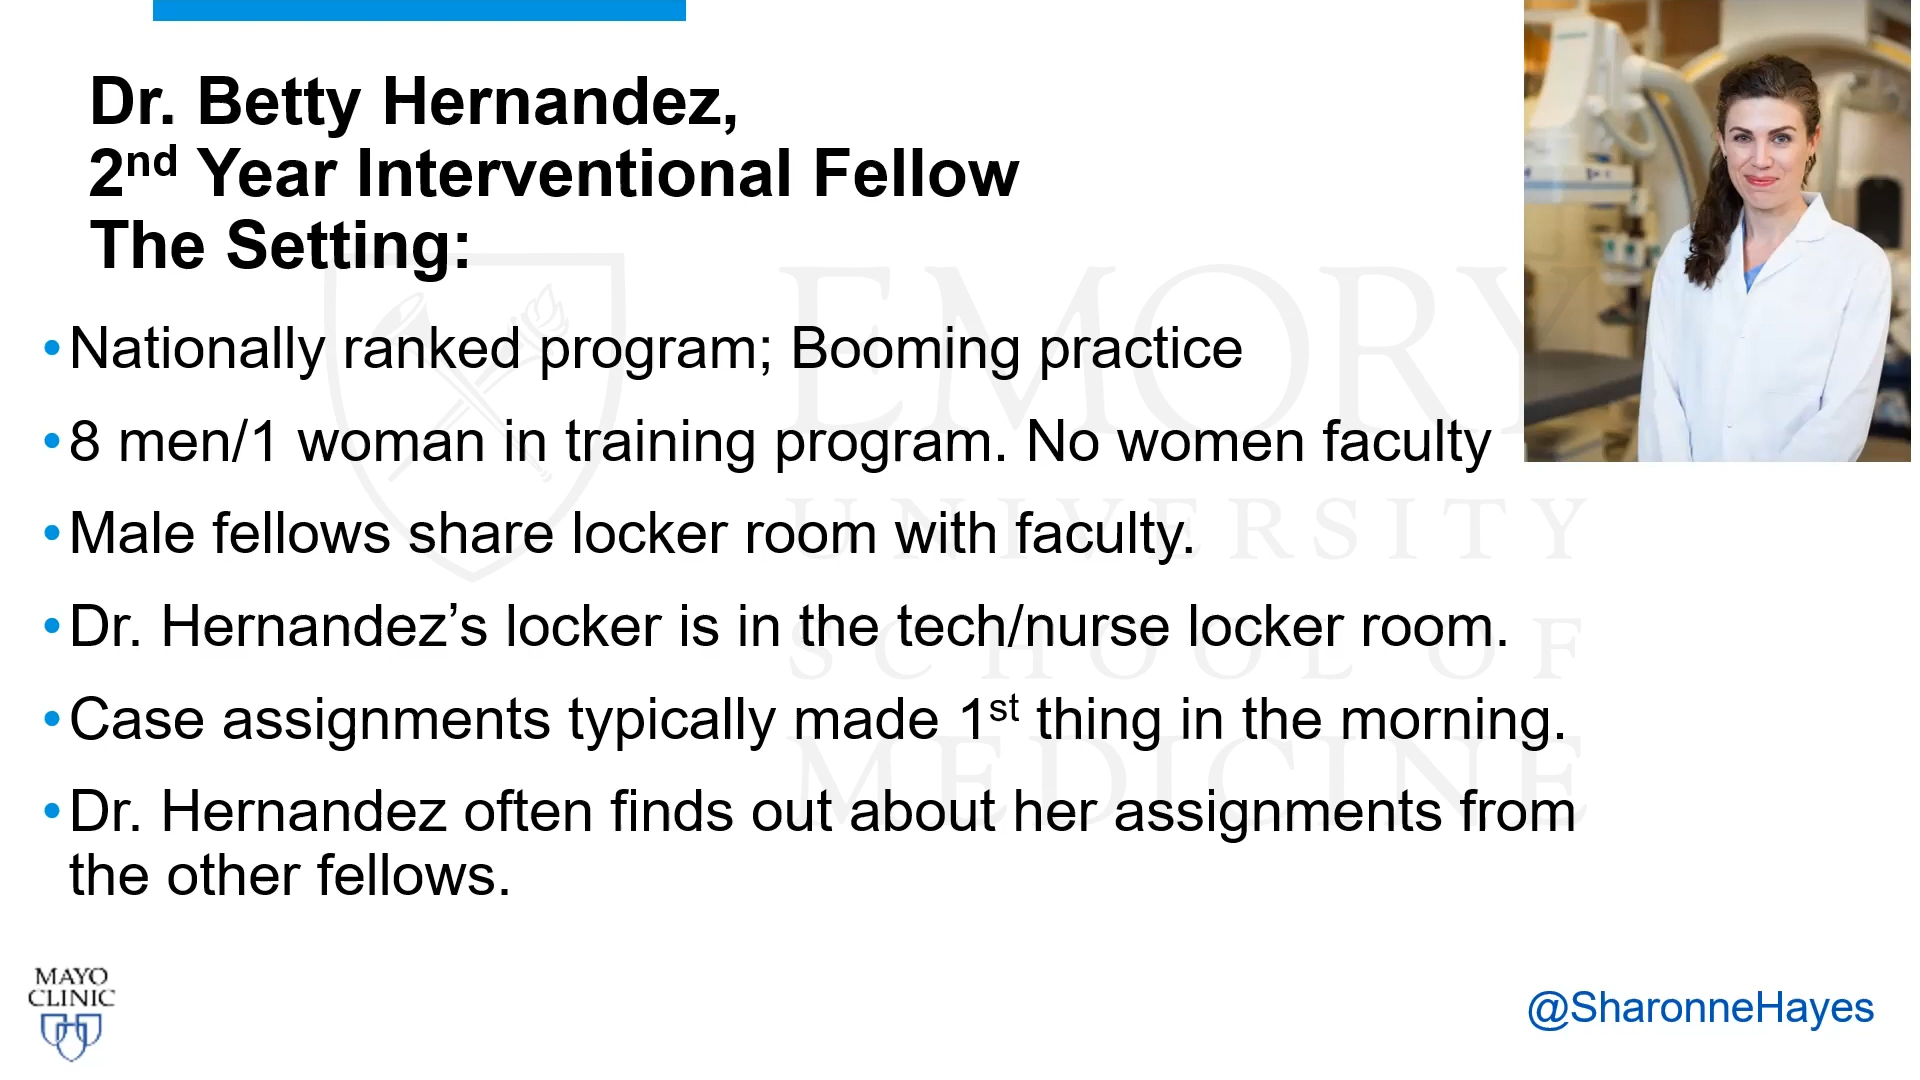 Dr. Betty Hernandez,
2nd Year Interventional Fellow
The Setting:
•Nationally ranked program; Booming practice
•8 men/1 woman in training program. No women faculty
•Male fellows share locker room with faculty.
•Dr. Hernandez’s locker is in the tech/nurse locker room.
•Case assignments typically made 1st thing in the morning.
•Dr. Hernandez often finds out about her assignments from
the other fellows.
EMORY
UNIVERSITY
SCHOOL OF
MEDICINE
MAYO
CLINIC
@SharonneHayes